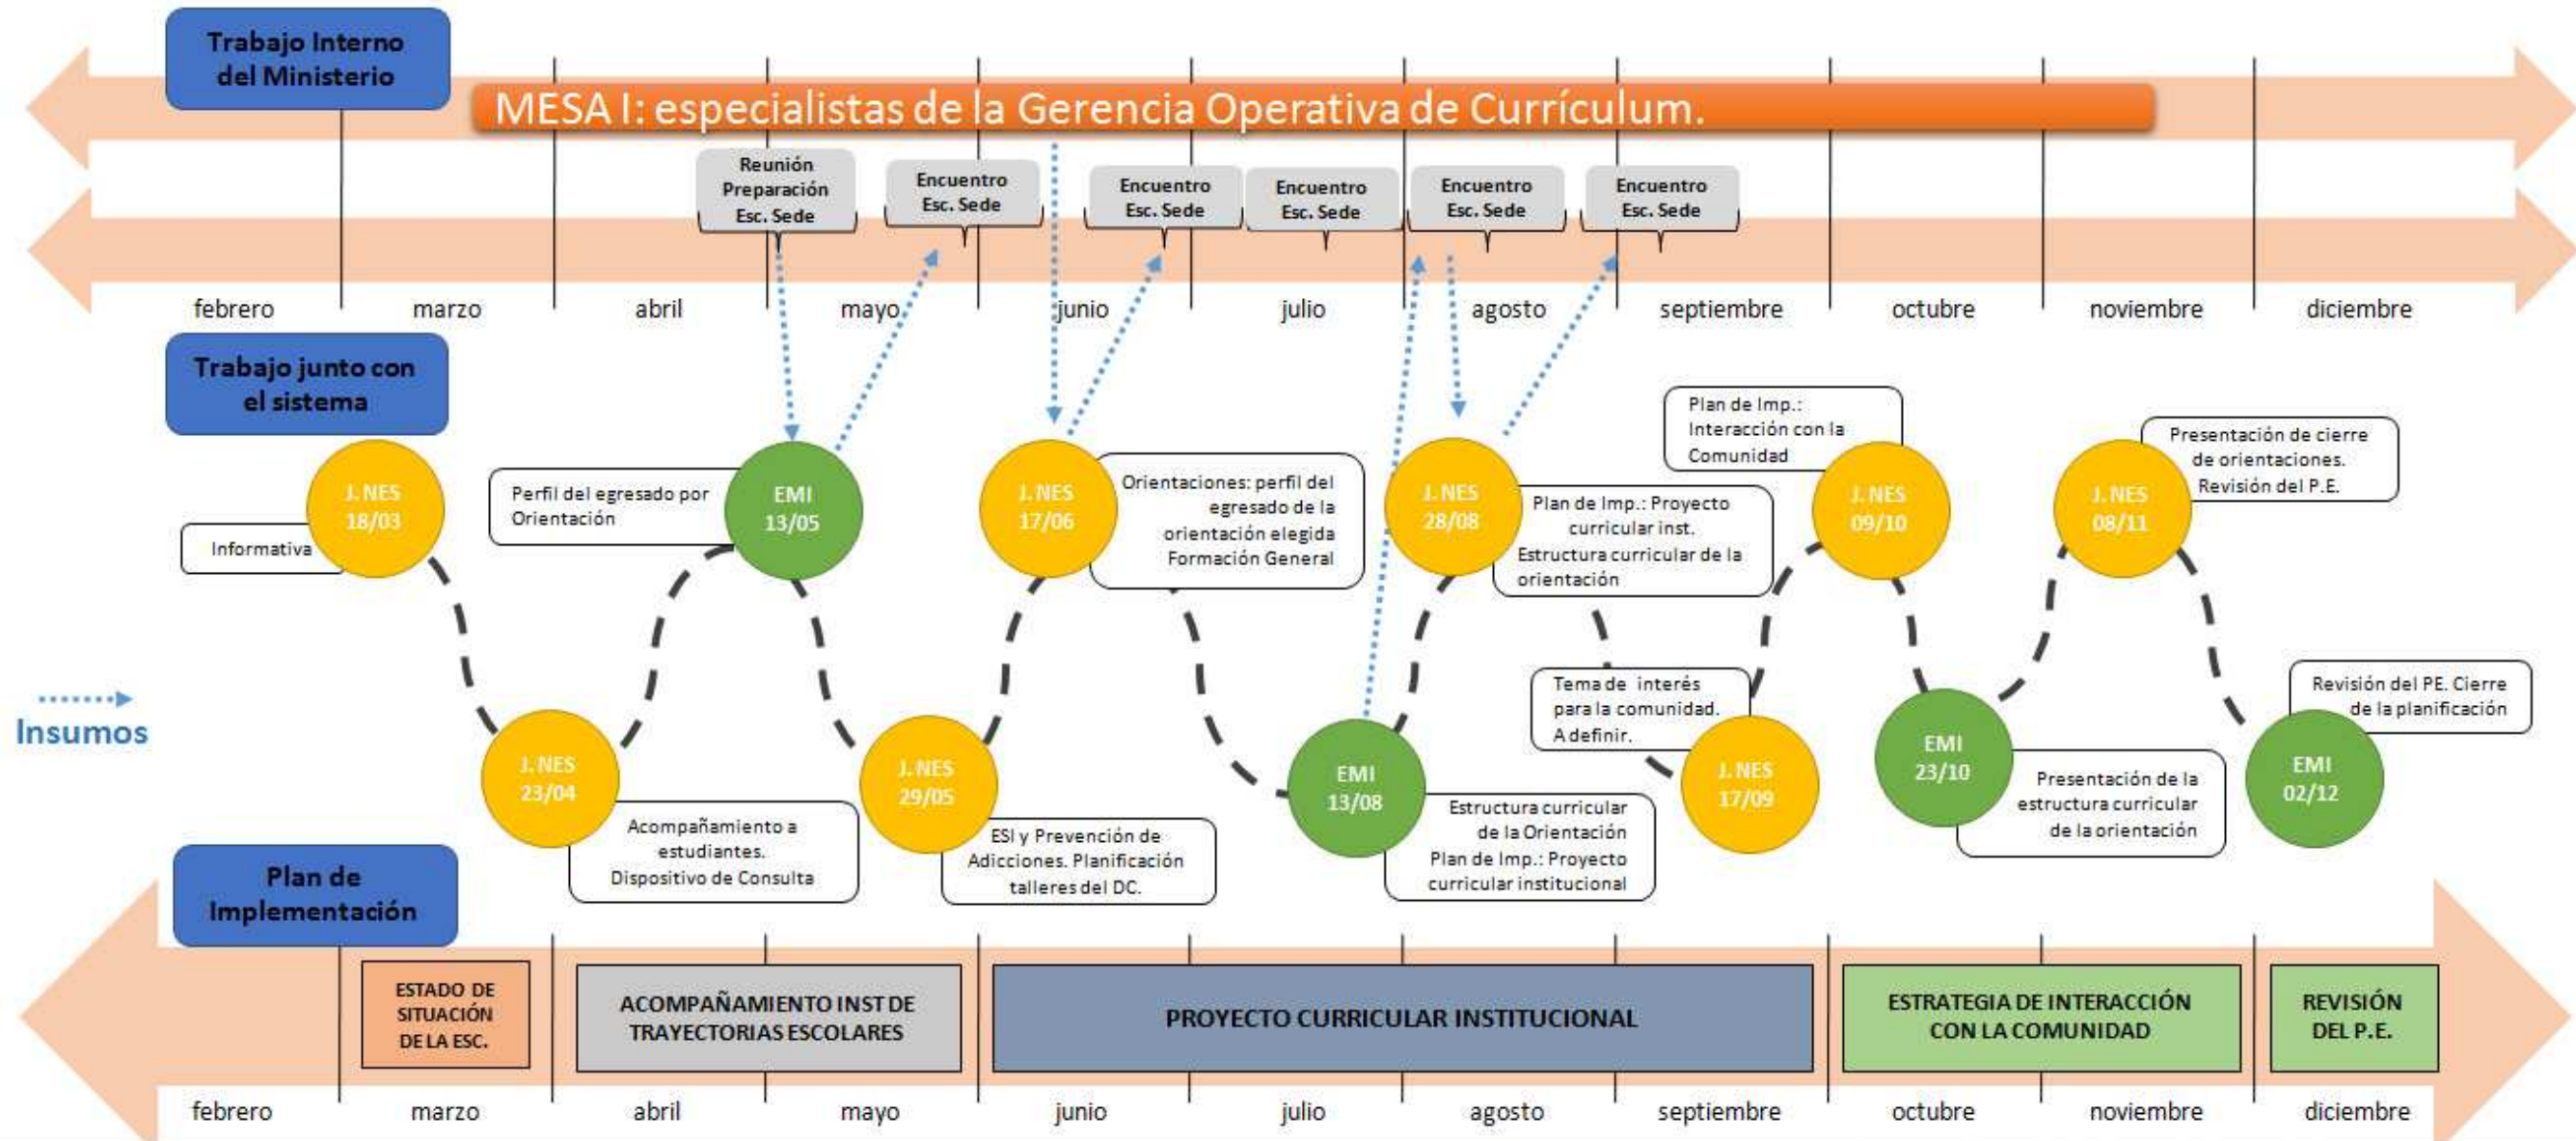 Trabajo Interno
del Ministerio
MESA I: especialistas de la Gerencia Operativa de Currículum.
Reunión
Preparación
Esc. Sede
Encuentro
Esc. Sede
Encuentro
Esc. Sede
Encuentro
Esc. Sede
Encuentro
Esc. Sede
Encuentro
Esc. Sede
febrero
marzo
abril
mayo
junio
julio
agosto
septiembre
octubre
noviembre
diciembre
Trabajo junto con
el sistema
Informativa
J. NES
18/03
J. NES
23/04
Acompañamiento a
estudiantes.
Dispositivo de Consulta
Perfil del egresado por
Orientación
EMI
13/05
J. NES
29/05
ESI y Prevención de
Adicciones. Planificación
talleres del DC.
J. NES
17/06
Orientaciones: perfil del
egresado de la
orientación elegida
Formación General
EMI
13/08
Estructura curricular
de la Orientación
Plan de Imp.: Proyecto
curricular institucional
J. NES
28/08
Plan de Imp.: Proyecto
curricular inst.
Estructura curricular de la
orientación
Tema de interés
para la comunidad.
A definir.
J. NES
17/09
Plan de Imp.:
Interacción con la
Comunidad
J. NES
09/10
EMI
23/10
Presentación de la
estructura curricular
de la orientación
J. NES
08/11
Presentación de cierre
de orientaciones.
Revisión del P.E.
Revisión del PE. Cierre
de la planificación
EMI
02/12
Insumos
Plan de
Implementación
ESTADO DE
SITUACIÓN
DE LA ESC.
ACOMPAÑAMIENTO INST DE
TRAYECTORIAS ESCOLARES
PROYECTO CURRICULAR INSTITUCIONAL
ESTRATEGIA DE INTERACCIÓN
CON LA COMUNIDAD
REVISIÓN
DEL P.E.
febrero
marzo
abril
mayo
junio
julio
agosto
septiembre
octubre
noviembre
diciembre